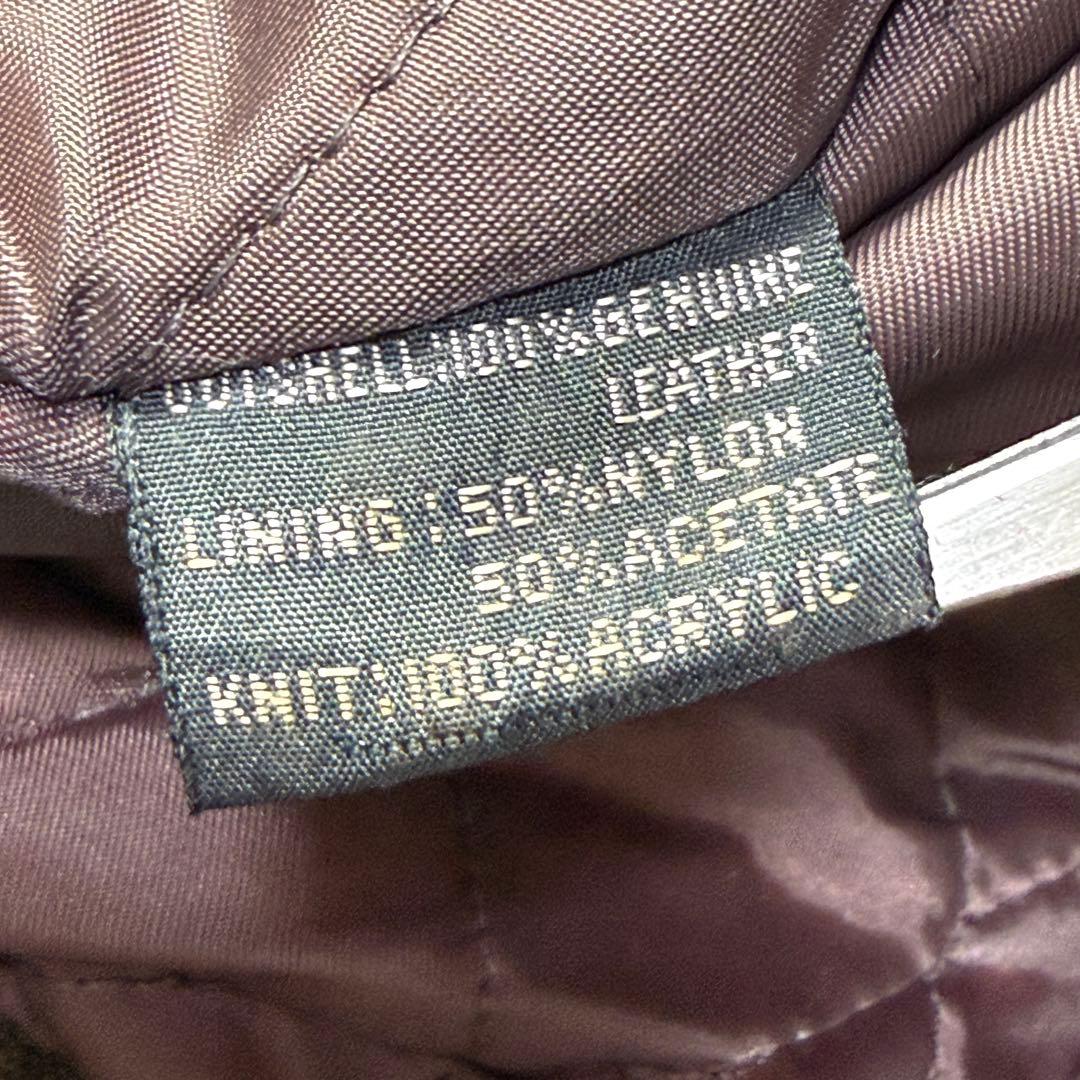 OUTSHELL:100%GENUINE
LEATHER
LINING:50%NYLON
50%ACETATE
KNIT:100%ACRYLIC